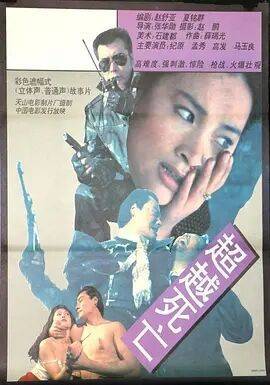 编剧:赵舒亚 夏铭群
导演:张华勋 摄影:赵鹏
美术:石建都 作曲:薛瑞光
主要演员:纪原 孟秀 宫发 马玉良
高难度、强刺激、惊险 枪战、火爆壮观
彩色遮幅式
(立体声、普通声)故事片
天山电影制片厂摄制
中国电影发行放映
超越死亡